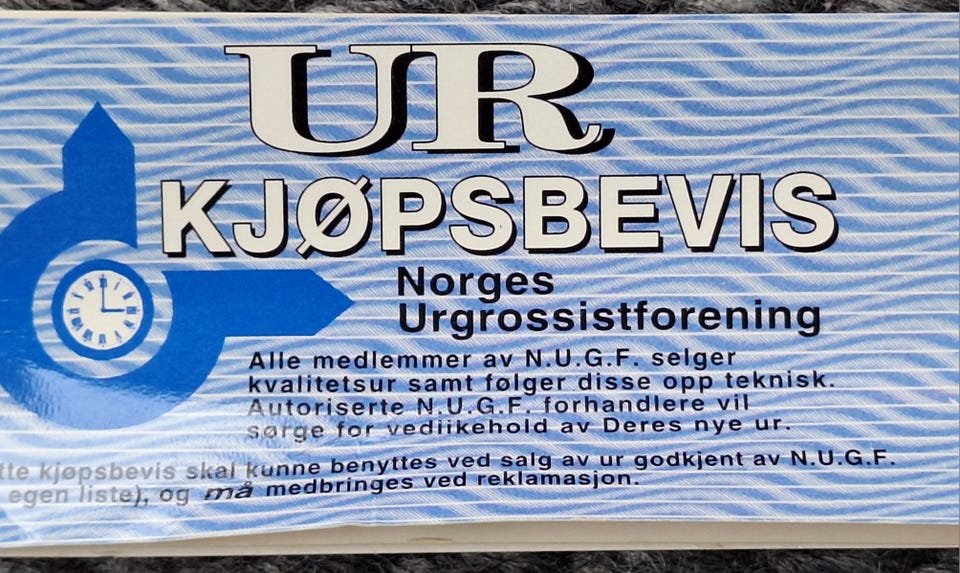 UR
KJØPSBEVIS
Norges
Urgrossistforening
Alle medlemmer av N.U.G.F. selger
kvalitetsur samt følger disse opp teknisk.
Autoriserte N.U.G.F. forhandlere vil
sørge for vedlikehold av Deres nye ur.
tte kjøpsbevis skal kunne benyttes ved salg av ur godkjent av N.U.G.F.
egen liste), og må medbringes ved reklamasjon.